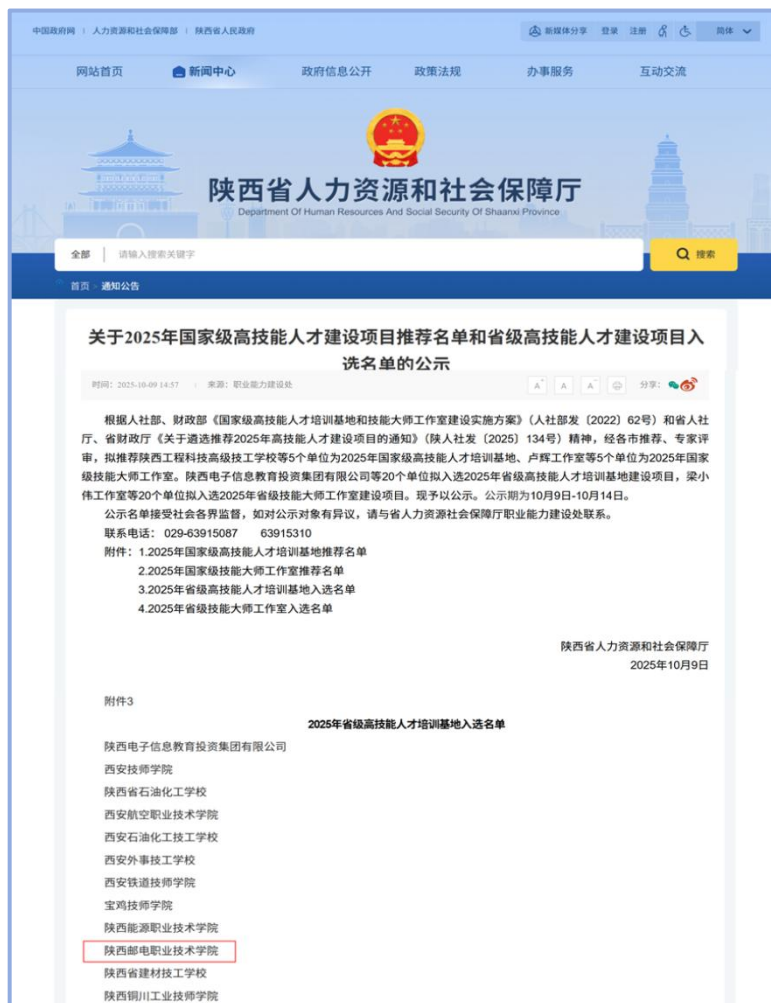 中国政府网 | 人力资源和社会保障部 | 陕西省人民政府
新媒体分享 登录 注册 简体
网站首页 新闻中心 政府信息公开 政策法规 办事服务 互动交流
陕西省人力资源和社会保障厅
Department Of Human Resources And Social Security Of Shaanxi Province
全部 请输入搜索关键字 搜索
首页 > 通知公告
关于2025年国家级高技能人才建设项目推荐名单和省级高技能人才建设项目入
选名单的公示
时间：2025-10-09 14:57 | 来源：职业能力建设处 A+ A A- 分享：
根据人社部、财政部《国家级高技能人才培训基地和技能大师工作室建设实施方案》（人社部发〔2022〕62号）和省人社
厅、省财政厅《关于遴选推荐2025年高技能人才建设项目的通知》（陕人社发〔2025〕134号）精神，经各市推荐、专家评
审，拟推荐陕西工程科技高级技工学校等5个单位为2025年国家级高技能人才培训基地、卢辉工作室等5个单位为2025年国家
级技能大师工作室。陕西电子信息教育投资集团有限公司等20个单位拟入选2025年省级高技能人才培训基地建设项目，梁小
伟工作室等20个单位拟入选2025年省级技能大师工作室建设项目。现予以公示。公示期为10月9日-10月14日。
公示名单接受社会各界监督，如对公示对象有异议，请与省人力资源社会保障厅职业能力建设处联系。
联系电话： 029-63915087 63915310
附件：1.2025年国家级高技能人才培训基地推荐名单
2.2025年国家级技能大师工作室推荐名单
3.2025年省级高技能人才培训基地入选名单
4.2025年省级技能大师工作室入选名单
陕西省人力资源和社会保障厅
2025年10月9日
附件3
2025年省级高技能人才培训基地入选名单
陕西电子信息教育投资集团有限公司
西安技师学院
陕西省石油化工学校
西安航空职业技术学院
西安石油化工技工学校
西安外事技工学校
西安铁道技师学院
宝鸡技师学院
陕西能源职业技术学院
陕西邮电职业技术学院
陕西省建材技工学校
陕西铜川工业技师学院